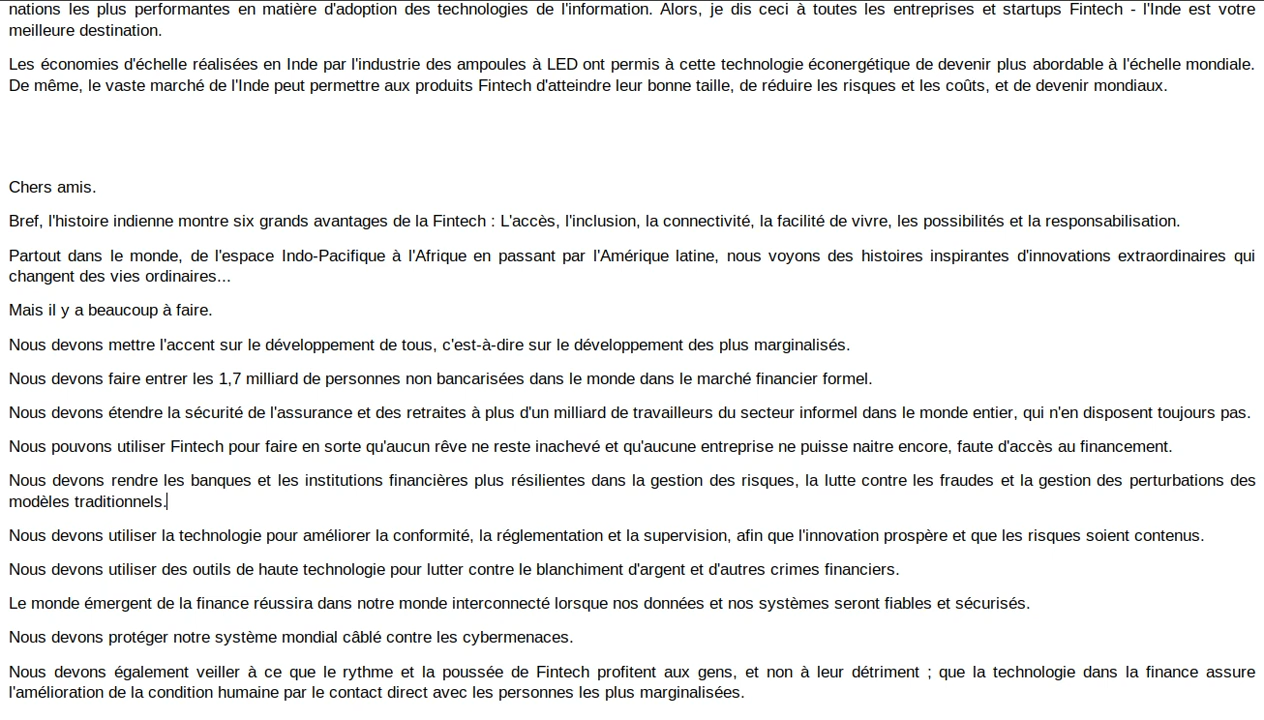 nations les plus performantes en matière d'adoption des technologies de l'information. Alors, je dis ceci à toutes les entreprises et startups Fintech - l'Inde est votre
meilleure destination.
Les économies d'échelle réalisées en Inde par l'industrie des ampoules à LED ont permis à cette technologie éconergétique de devenir plus abordable à l'échelle mondiale.
De même, le vaste marché de l'Inde peut permettre aux produits Fintech d'atteindre leur bonne taille, de réduire les risques et les coûts, et de devenir mondiaux.
Chers amis.
Bref, l'histoire indienne montre six grands avantages de la Fintech : L'accès, l'inclusion, la connectivité, la facilité de vivre, les possibilités et la responsabilisation.
Partout dans le monde, de l'espace Indo-Pacifique à l'Afrique en passant par l'Amérique latine, nous voyons des histoires inspirantes d'innovations extraordinaires qui
changent des vies ordinaires...
Mais il y a beaucoup à faire.
Nous devons mettre l'accent sur le développement de tous, c'est-à-dire sur le développement des plus marginalisés.
Nous devons faire entrer les 1,7 milliard de personnes non bancarisées dans le monde dans le marché financier formel.
Nous devons étendre la sécurité de l'assurance et des retraites à plus d'un milliard de travailleurs du secteur informel dans le monde entier, qui n'en disposent toujours pas.
Nous pouvons utiliser Fintech pour faire en sorte qu'aucun rêve ne reste inachevé et qu'aucune entreprise ne puisse naitre encore, faute d'accès au financement.
Nous devons rendre les banques et les institutions financières plus résilientes dans la gestion des risques, la lutte contre les fraudes et la gestion des perturbations des
modèles traditionnels.
Nous devons utiliser la technologie pour améliorer la conformité, la réglementation et la supervision, afin que l'innovation prospère et que les risques soient contenus.
Nous devons utiliser des outils de haute technologie pour lutter contre le blanchiment d'argent et d'autres crimes financiers.
Le monde émergent de la finance réussira dans notre monde interconnecté lorsque nos données et nos systèmes seront fiables et sécurisés.
Nous devons protéger notre système mondial câblé contre les cybermenaces.
Nous devons également veiller à ce que le rythme et la poussée de Fintech profitent aux gens, et non à leur détriment ; que la technologie dans la finance assure
l'amélioration de la condition humaine par le contact direct avec les personnes les plus marginalisées.